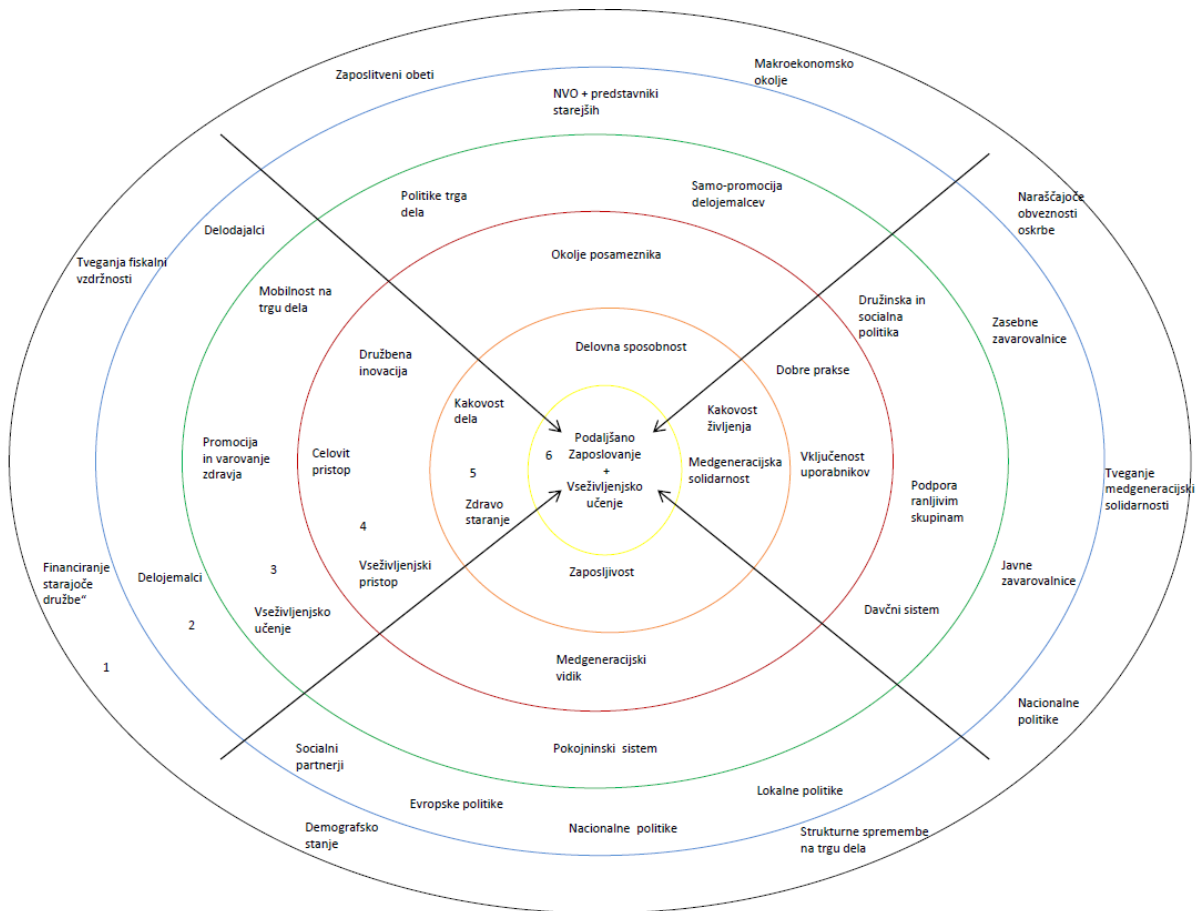 Makroekonomsko
okolje
Zaposlitveni obeti
NVO + predstavniki
starejših
Politike trga
dela
Samo-promocija
delojemalcev
Naraščajoče
obveznosti
oskrbe
Delodajalci
Tveganja fiskalni
vzdržnosti
Okolje posameznika
Mobilnost na
trgu dela
Družinska in
socialna
politika
Zasebne
zavarovalnice
Družbena
inovacija
Delovna sposobnost
Dobre prakse
Kakovost
dela
Kakovost
življenja
Promocija
in varovanje
zdravja
Celovit
pristop
5
6
Podaljšano
Zaposlovanje
+
Vseživljenjsko
učenje
Medgeneracijska
solidarnost
Vključenost
uporabnikov
Tveganje
medgeneracijski
solidarnosti
Podpora
ranljivim
skupinam
Zdravo
staranje
4
Financiranje
starajoče
družbe“
Delojemalci
3
Vseživljenjski
pristop
Zaposljivost
Javne
zavarovalnice
Vseživljenjsko
učenje
Davčni sistem
2
1
Medgeneracijski
vidik
Nacionalne
politike
Socialni
partnerji
Pokojninski sistem
Lokalne politike
Evropske politike
Demografsko
stanje
Nacionalne politike
Strukturne spremembe
na trgu dela